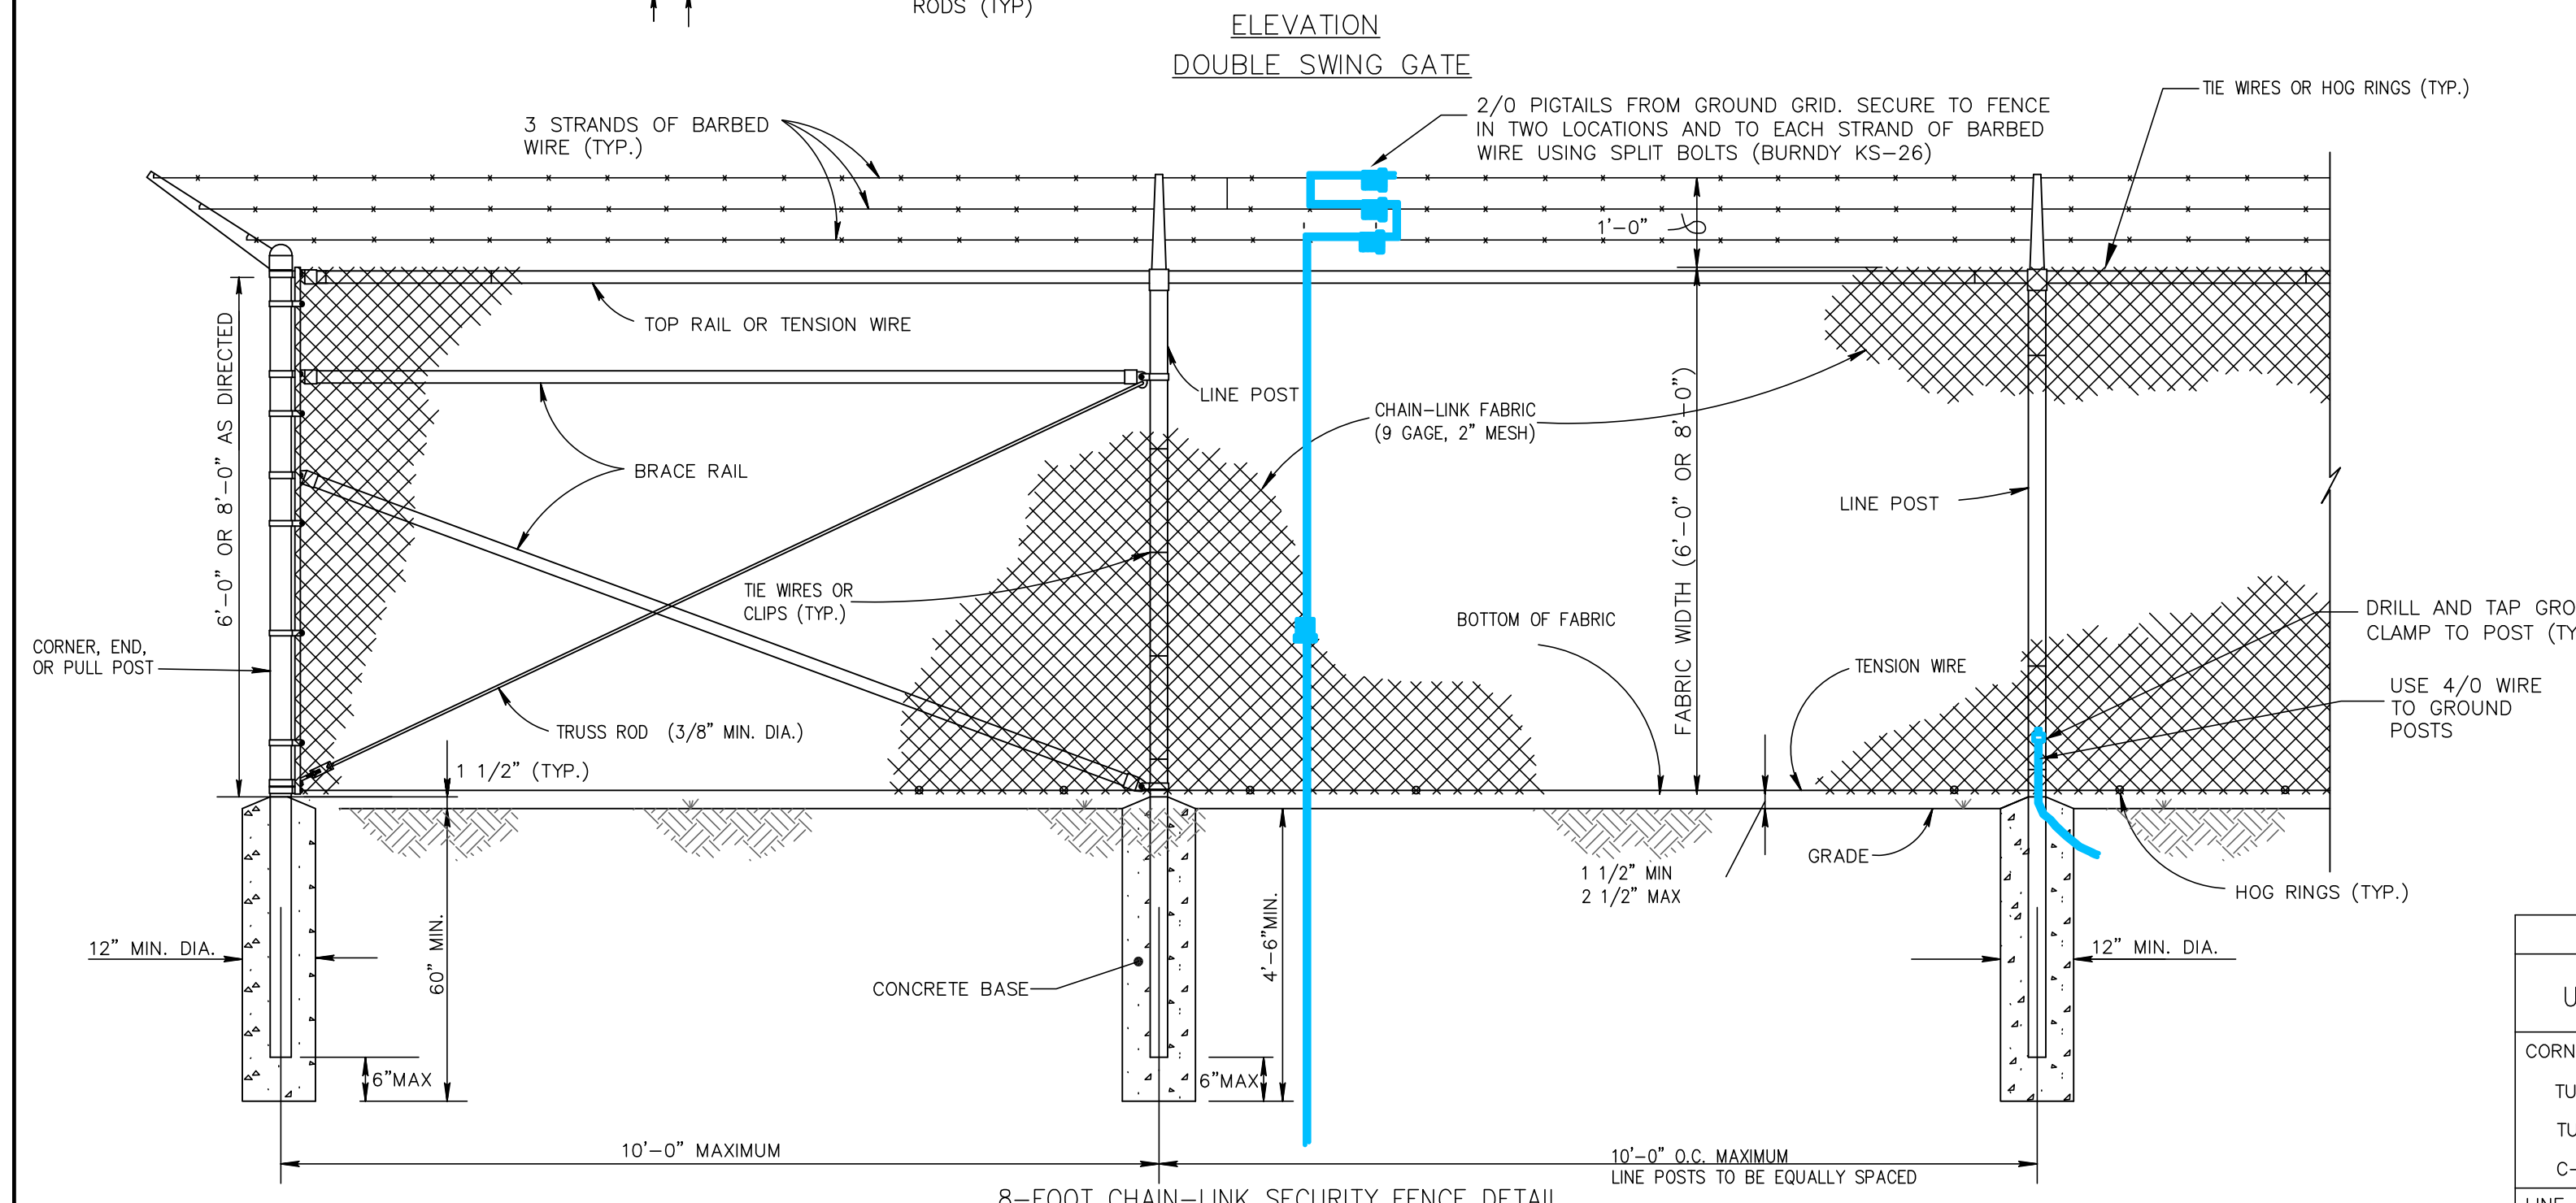 RODS (TYP)
ELEVATION
DOUBLE SWING GATE
3 STRANDS OF BARBED
WIRE (TYP.)
2/0 PIGTAILS FROM GROUND GRID. SECURE TO FENCE
IN TWO LOCATIONS AND TO EACH STRAND OF BARBED
WIRE USING SPLIT BOLTS (BURNDY KS-26)
TIE WIRES OR HOG RINGS (TYP.)
1'-0"
6'-0" OR 8'-0" AS DIRECTED
TOP RAIL OR TENSION WIRE
LINE POST
CHAIN-LINK FABRIC
(9 GAGE, 2" MESH)
FABRIC WIDTH (6'-0" OR 8'-0")
BRACE RAIL
LINE POST
TIE WIRES OR
CLIPS (TYP.)
BOTTOM OF FABRIC
DRILL AND TAP GRO
CLAMP TO POST (TY
CORNER, END,
OR PULL POST
TENSION WIRE
USE 4/0 WIRE
TO GROUND
POSTS
TRUSS ROD (3/8" MIN. DIA.)
1 1/2" (TYP.)
GRADE
1 1/2" MIN
2 1/2" MAX
HOG RINGS (TYP.)
12" MIN. DIA.
60" MIN.
4'-6"MIN.
12" MIN. DIA.
CONCRETE BASE
U
CORN
6"MAX
6"MAX
TU
TU
10'-0" MAXIMUM
10'-0" O.C. MAXIMUM
LINE POSTS TO BE EQUALLY SPACED
C-
8-FOOT CHAIN-LINK SECURITY FENCE DETAIL
LINE